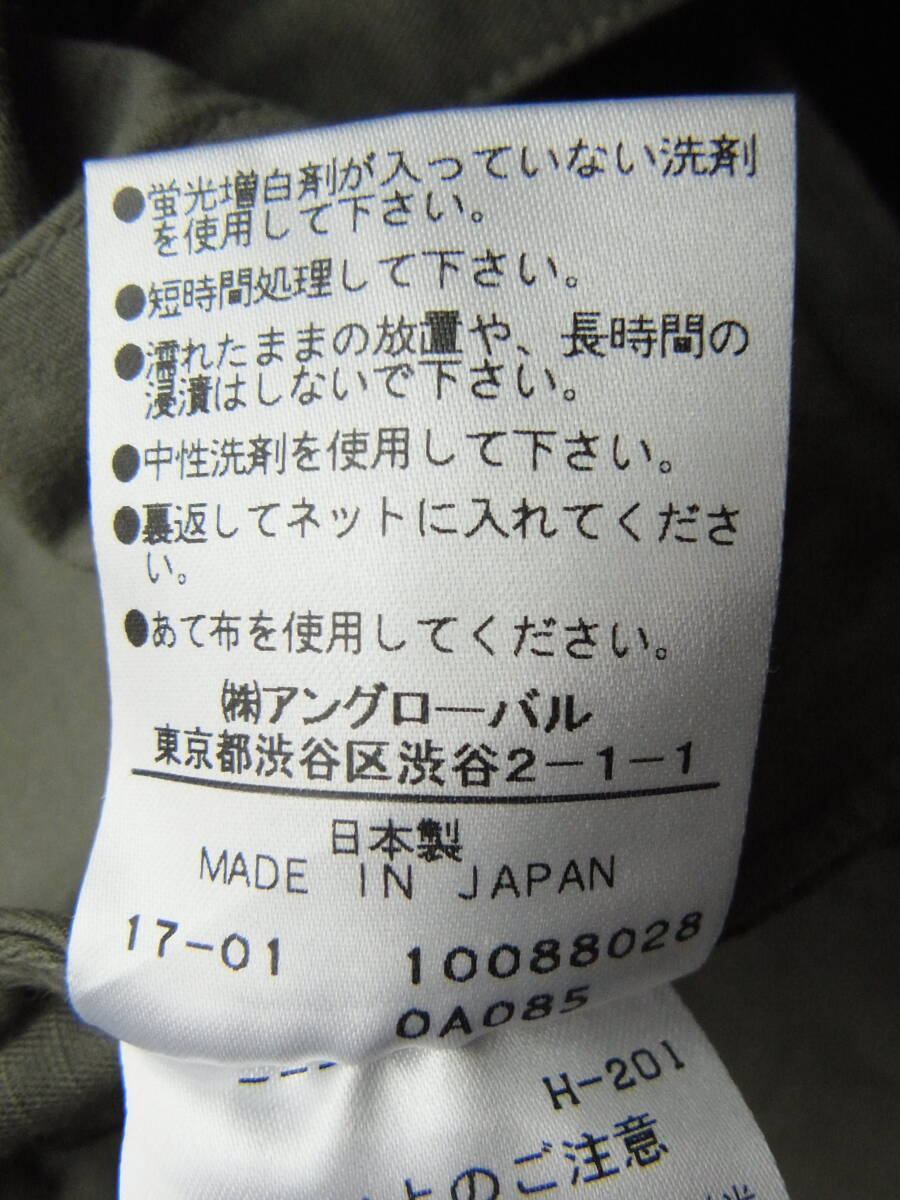 ●蛍光増白剤が入っていない洗剤
を使用して下さい。
●短時間処理して下さい。
●濡れたままの放置や、長時間の
浸漬はしないで下さい。
●中性洗剤を使用して下さい。
●裏返してネットに入れてくださ
い。
●あて布を使用してください。
㈱アングローバル
東京都渋谷区渋谷2-1-1
日本製
MADE IN JAPAN
17-01 10088028
0A085
H-201
上のご注意